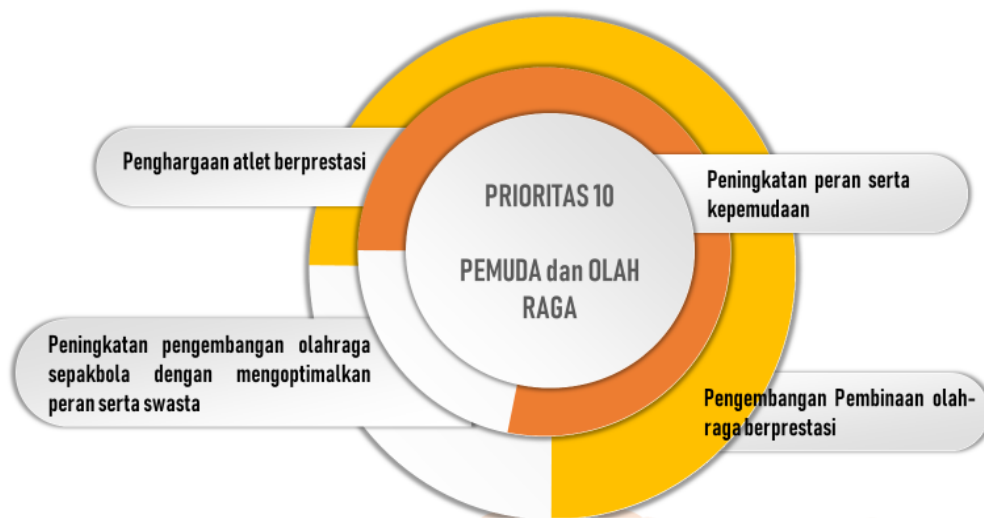 Penghargaan atlet berprestasi
PRIORITAS 10
PEMUDA dan OLAH
RAGA
Peningkatan peran serta
kepemudaan
Peningkatan pengembangan olahraga
sepakbola dengan mengoptimalkan
peran serta swasta
Pengembangan Pembinaan olah-
raga berprestasi